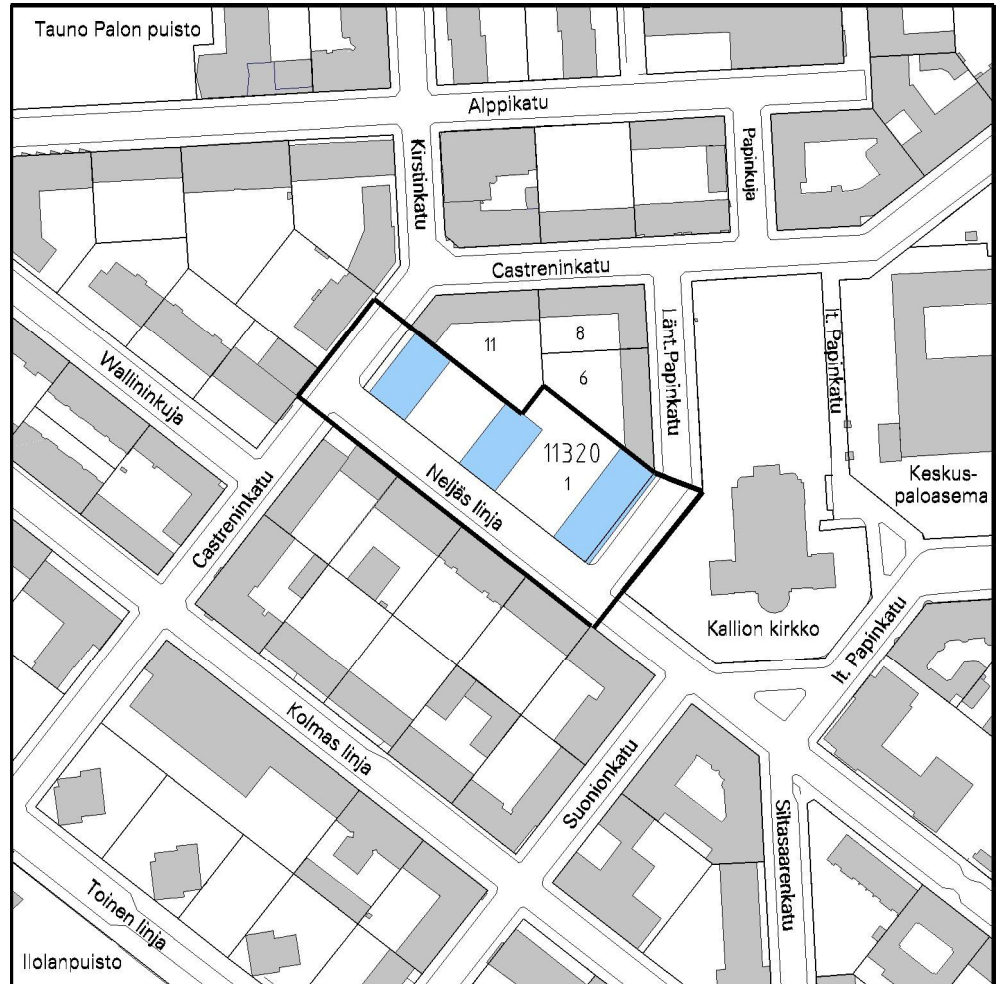 Tauno Palon puisto
Alppikatu
Kirstinkatu
Papinkuja
Castreninkatu
Länt.Papinkatu
It. Papinkatu
11
8
6
Wallininkuja
11320
1
Neljäs linja
Keskus-
paloasema
Castreninkatu
Kallion kirkko
It. Papinkatu
Kolmas linja
Suonionkatu
Siltasaarenkatu
Toinen linja
Ilolanpuisto